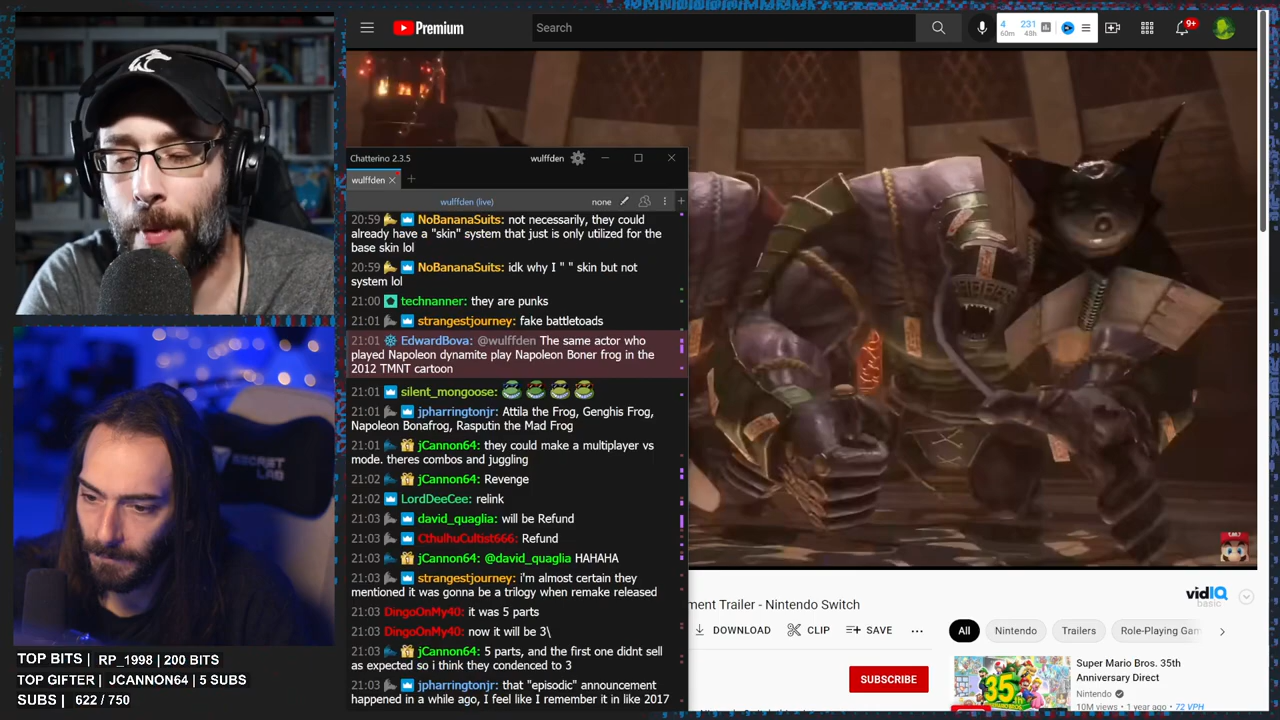 Premium
Search
4
60m
231
48h
9+
Chatterino 2.3.5
wulffden
wulffden
wulffden (live)
none
20:59 NoBananaSuits: not necessarily, they could
already have a "skin" system that just is only utilized for the
base skin lol
20:59 NoBananaSuits: idk why I " " skin but not
system lol
21:00 technanner: they are punks
21:01 strangestjourney: fake battletoads
21:01 EdwardBova: @wulffden The same actor who
played Napoleon dynamite play Napoleon Boner frog in the
2012 TMNT cartoon
21:01 silent_mongoose:
21:01 jpharringtonjr: Attila the Frog, Genghis Frog,
Napoleon Bonafrog, Rasputin the Mad Frog
21:01 jCannon64: they could make a multiplayer vs
mode. theres combos and juggling
21:02 jCannon64: Revenge
21:02 LordDeeCee: relink
21:03 david_quaglia: will be Refund
21:03 CthulhuCultist666: Refund
21:03 jCannon64: @david_quaglia HAHAHA
21:03 strangestjourney: i'm almost certain they
mentioned it was gonna be a trilogy when remake released
21:03 DingoOnMy40: it was 5 parts
21:03 DingoOnMy40: now it will be 3\
21:03 jCannon64: 5 parts, and the first one didnt sell
as expected so i think they condenced to 3
21:03 jpharringtonjr: that "episodic" announcement
happened in a while ago, I feel like I remember it in like 2017
ment Trailer - Nintendo Switch
DOWNLOAD
CLIP
SAVE
SUBSCRIBE
vidIQ
basic
All
Nintendo
Trailers
Role-Playing Gam
35
Super Mario Bros. 35th
Anniversary Direct
Nintendo
10M views • 1 year ago • 72 VPH
TOP BITS | RP_1998 | 200 BITS
TOP GIFTER | JCANNON64 | 5 SUBS
SUBS | 622 / 750